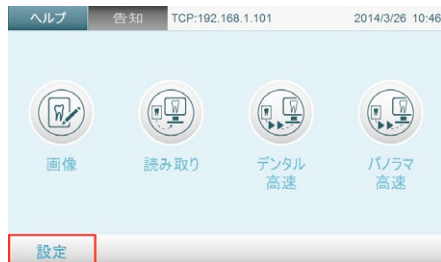 ヘルプ 告知 TCP:192.168.1.101 2014/3/26 10:46
画像 読み取り デンタル 高速 パノラマ 高速
設定